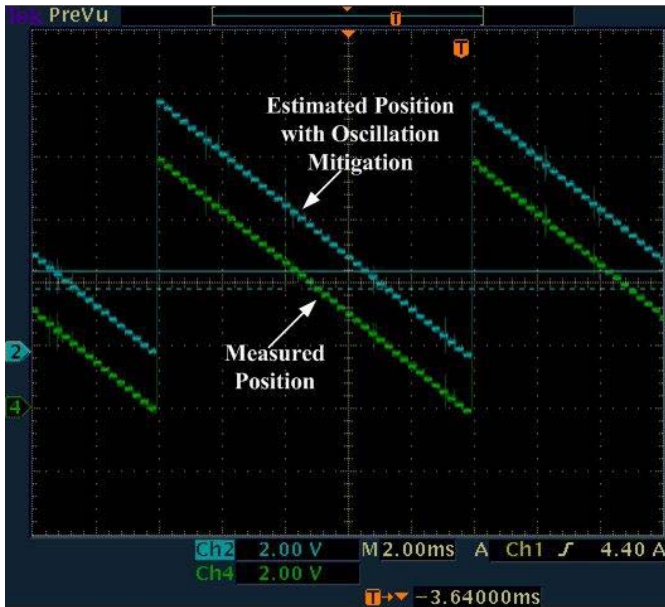 Tek PreVu
T
T
Estimated Position
with Oscillation
Mitigation
Measured
Position
2
4
Ch2 2.00 V M 2.00ms A Ch1 ʃ 4.40 A
Ch4 2.00 V
T→▼ −3.64000ms